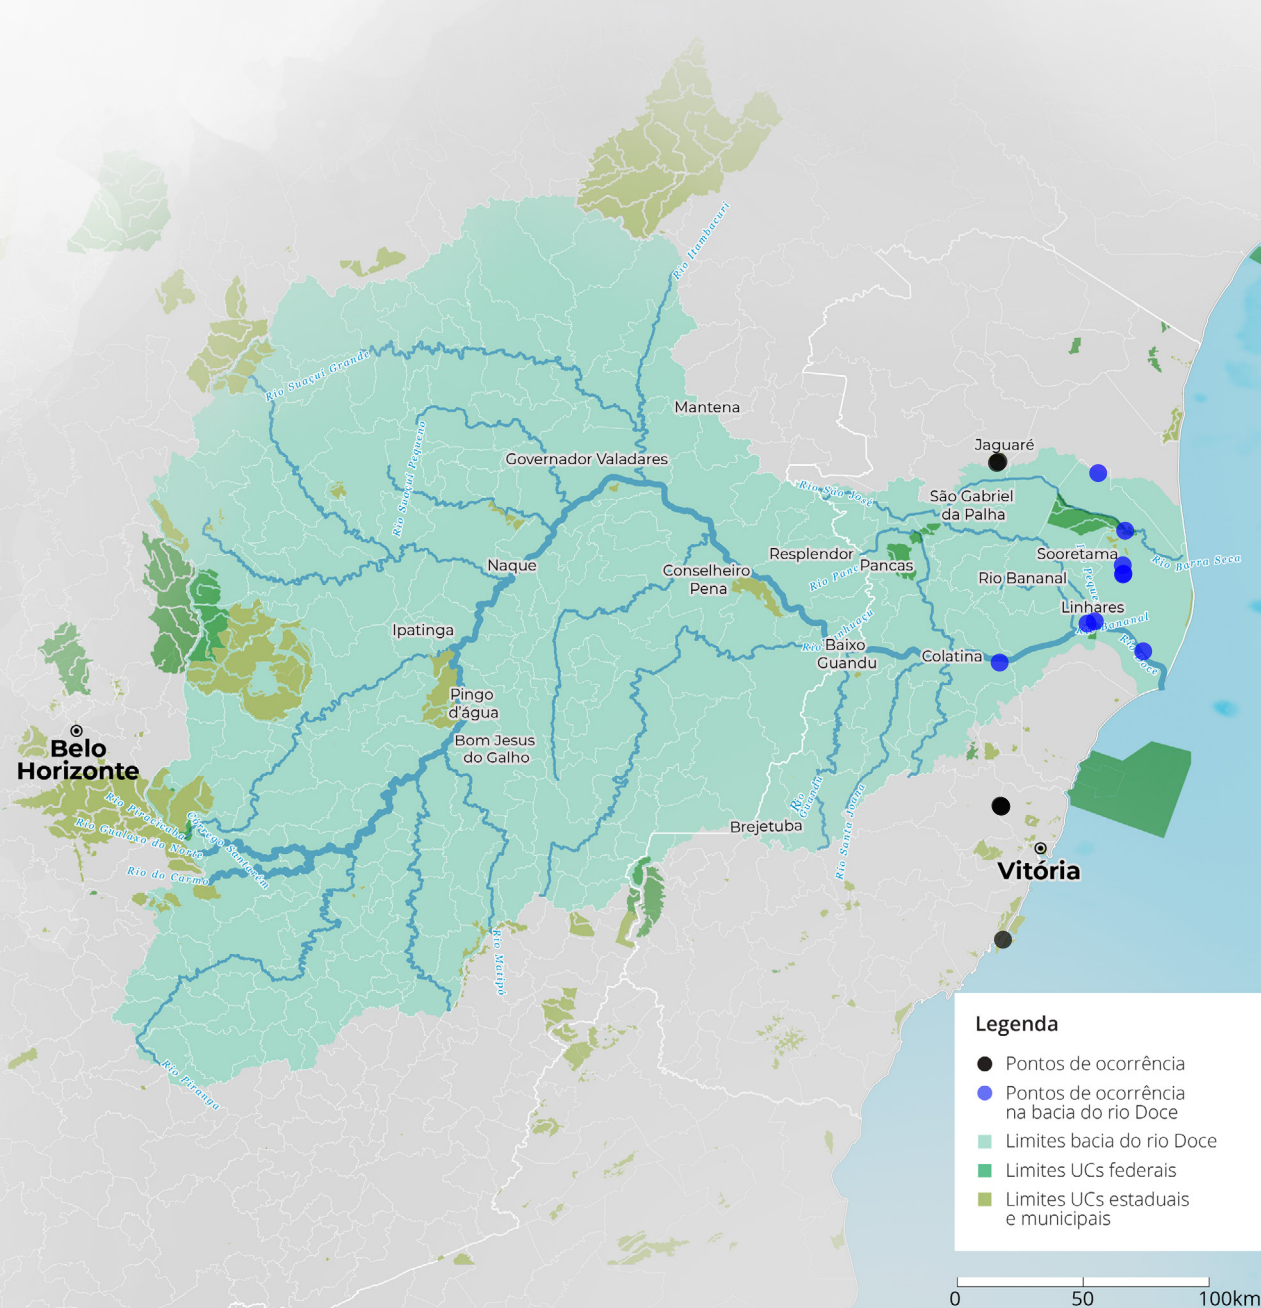 Rio Itambacuri
Rio Suaçuí Grande
Mantena
Rio Suaçuí Pequeno
Governador Valadares
Jaguaré
Rio São José
São Gabriel
da Palha
Naque
Conselheiro
Pena
Resplendor
Pancas
Sooretama
Rio Barra Seca
Rio Bananal
Linhares
Bananal
Rio Doce
Ipatinga
Baixo
Guandu
Colatina
Pingo
d'água
Bom Jesus
do Galho
Belo
Horizonte
Rio Piracicaba
Rio Gualaxo do Norte
Córrego Santarém
Rio do Carmo
Rio
Guandu
Rio Santa Joana
Brejetuba
Vitória
Rio Matipó
Rio Piranga
Legenda
Pontos de ocorrência
Pontos de ocorrência
na bacia do rio Doce
Limites bacia do rio Doce
Limites UCs federais
Limites UCs estaduais
e municipais
0 50 100km